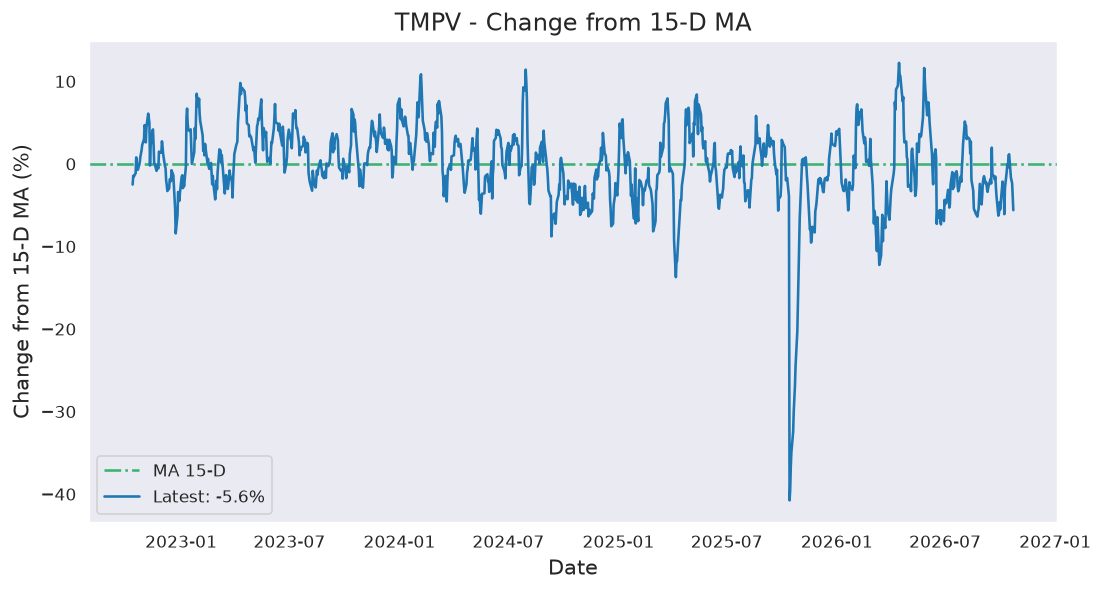 TMPV - Change from 15-D MA
Change from 15-D MA (%)
10
0
−10
−20
−30
−40
MA 15-D
Latest: -5.6%
2023-01 2023-07 2024-01 2024-07 2025-01 2025-07 2026-01 2026-07 2027-01
Date